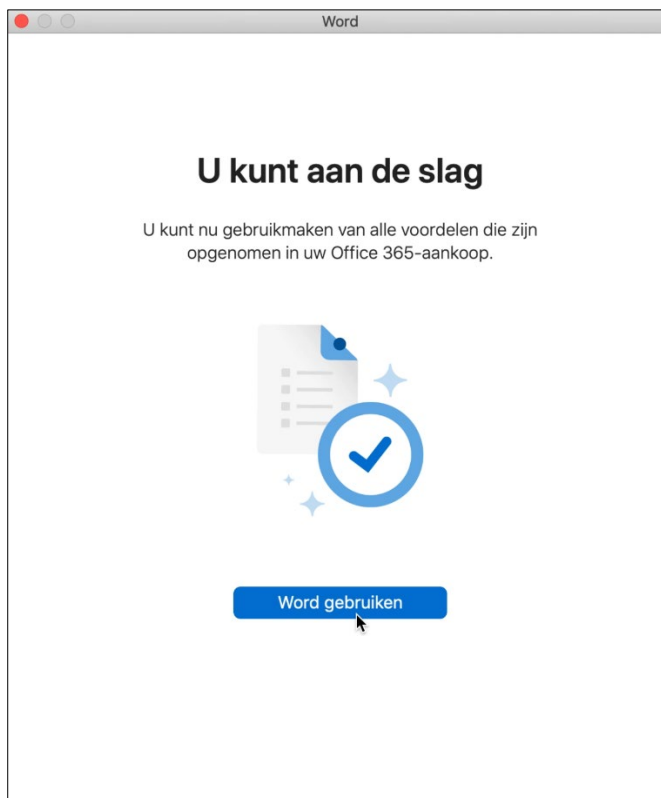 Word
U kunt aan de slag
U kunt nu gebruikmaken van alle voordelen die zijn
opgenomen in uw Office 365-aankoop.
Word gebruiken